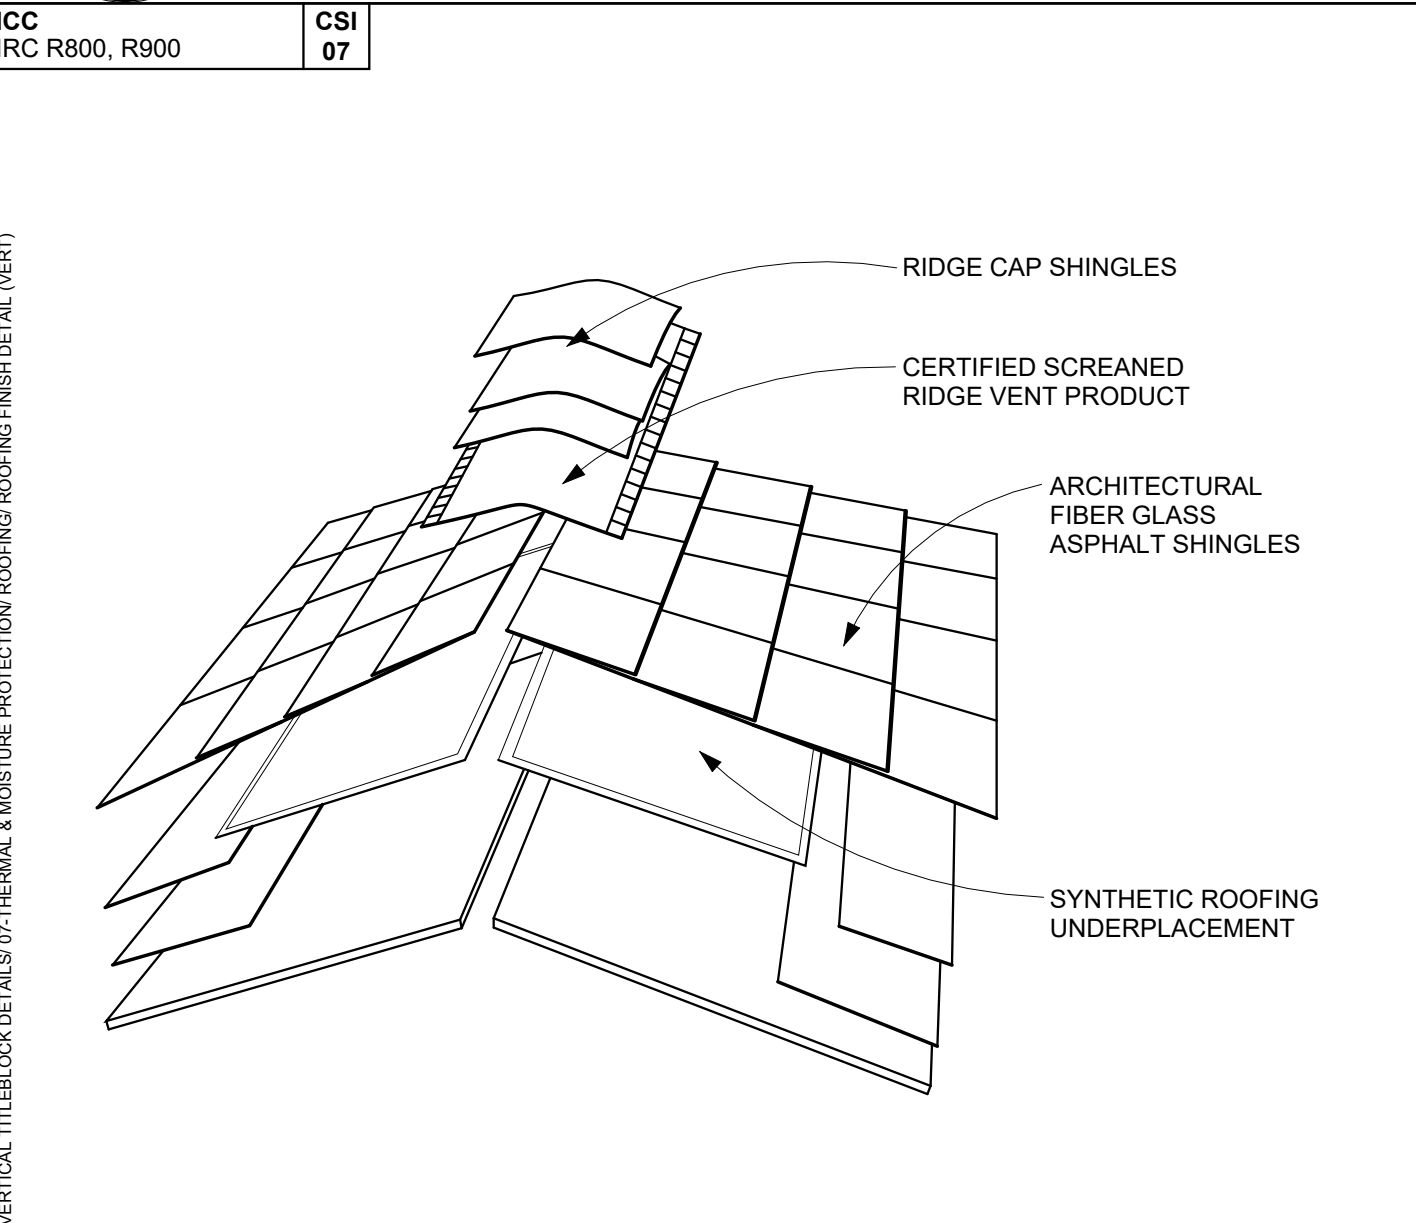 ICC
IRC R800, R900
CSI
07
RIDGE CAP SHINGLES
CERTIFIED SCREANED
RIDGE VENT PRODUCT
ARCHITECTURAL
FIBER GLASS
ASPHALT SHINGLES
SYNTHETIC ROOFING
UNDERPLACEMENT
VERTICAL TITLEBLOCK DETAILS/ 07-THERMAL & MOISTURE PROTECTION/ ROOFING/ ROOFING FINISH DETAIL (VERT)